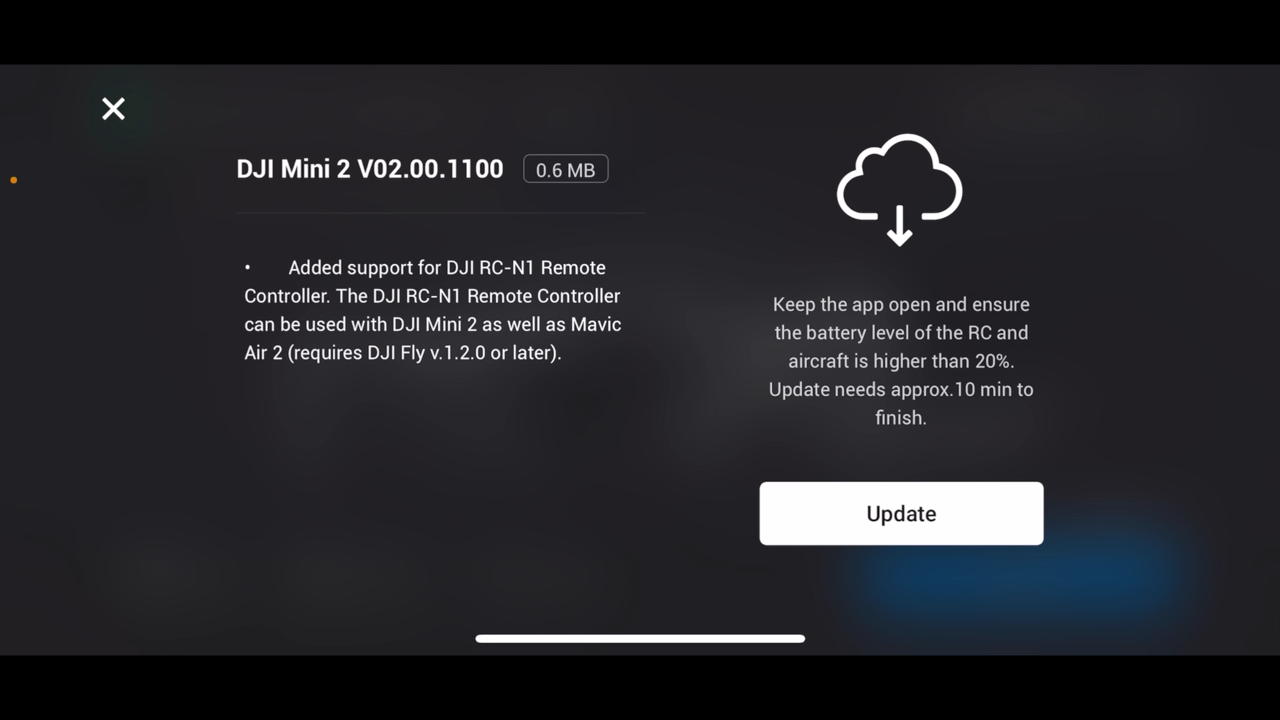 DJI Mini 2 V02.00.1100 0.6 MB
• Added support for DJI RC-N1 Remote
Controller. The DJI RC-N1 Remote Controller
can be used with DJI Mini 2 as well as Mavic
Air 2 (requires DJI Fly v.1.2.0 or later).
Keep the app open and ensure
the battery level of the RC and
aircraft is higher than 20%.
Update needs approx.10 min to
finish.
Update